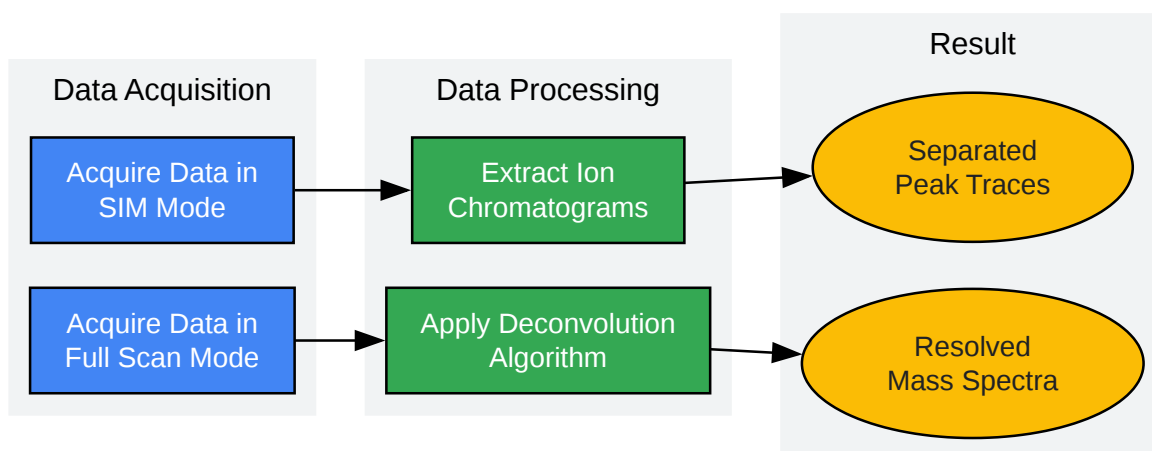 Data Acquisition
Acquire Data in
SIM Mode
Acquire Data in
Full Scan Mode
Data Processing
Extract Ion
Chromatograms
Apply Deconvolution
Algorithm
Result
Separated
Peak Traces
Resolved
Mass Spectra